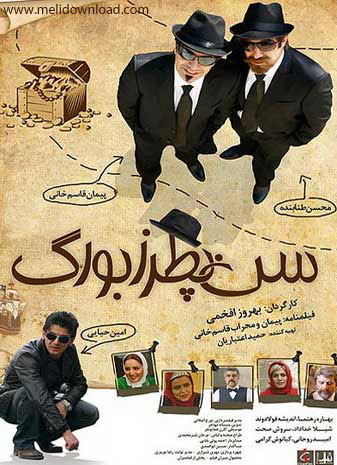 www.melidownload.com
پیمان قاسم خانی
محسن طنابنده
سن پطرزبورگ
کارگردان: بهروز افخمی
فیلمنامه: پیمان و محراب قاسم‌خانی
تهیه کننده: حمید اعتباریان
امین حیایی
بهاره رهنما، اندیشه فولادوند
شیلا خداداد، سروش صحت
امید روحانی، کیانوش گرامی